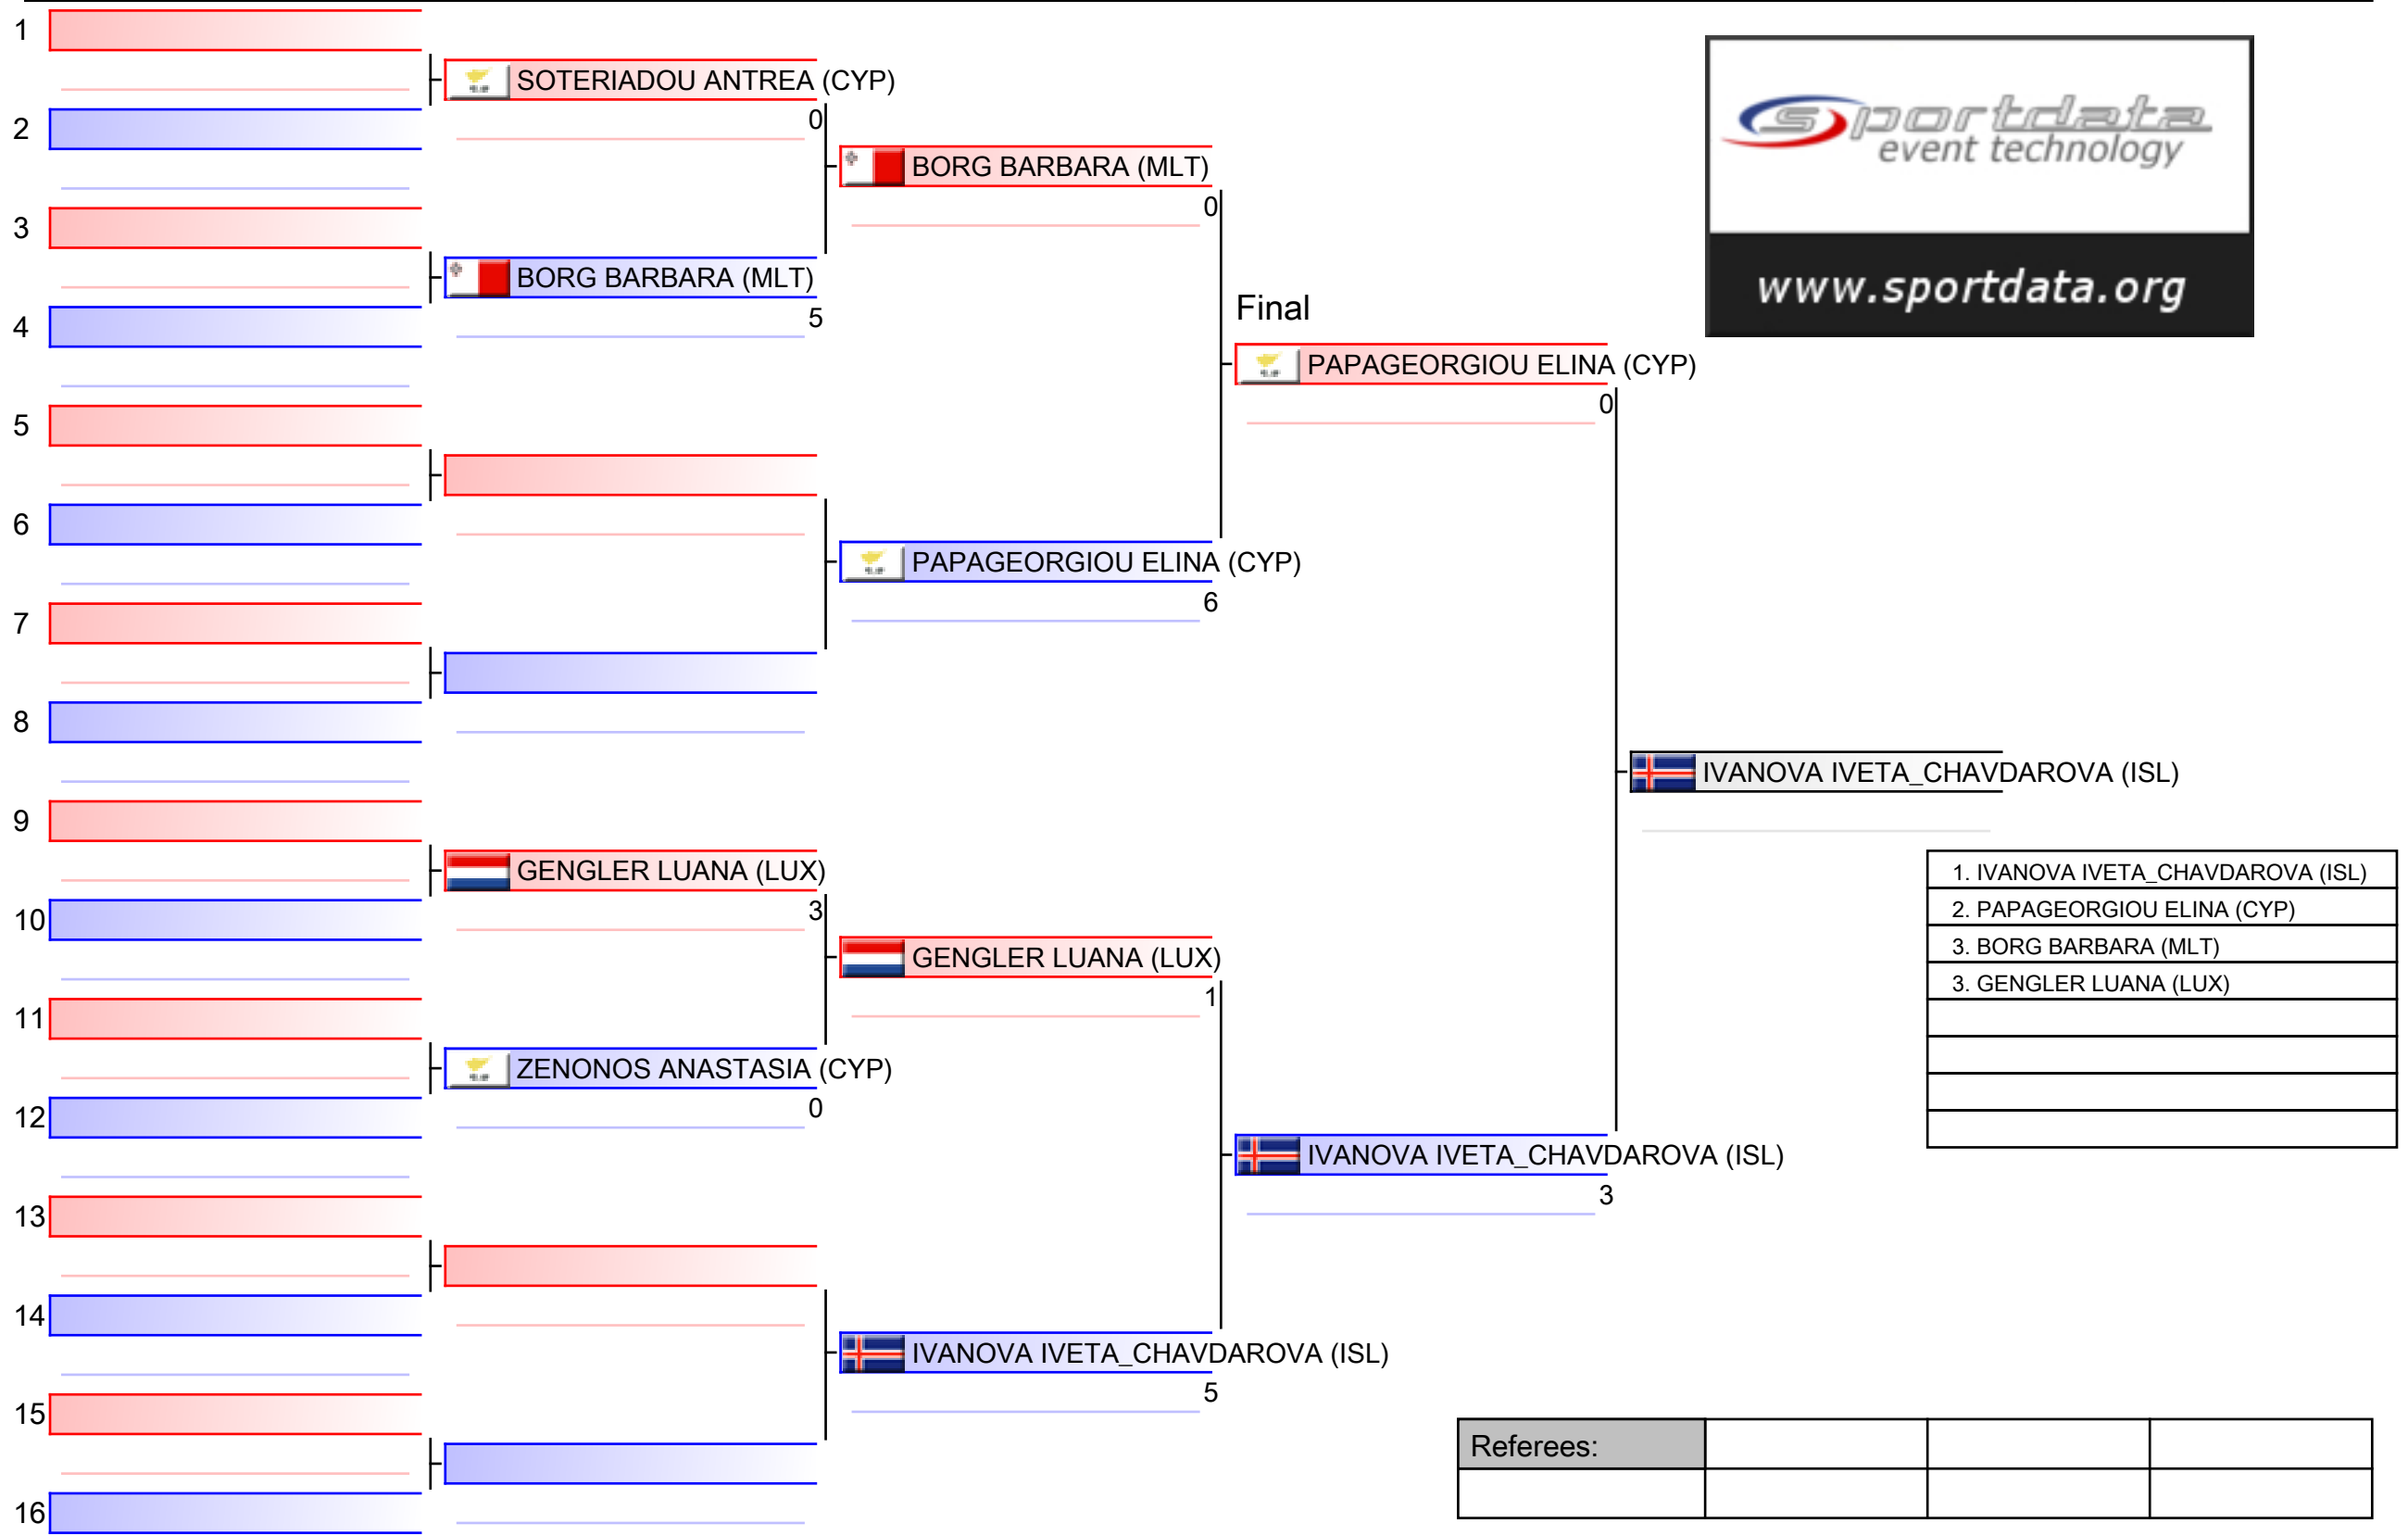 1
SOTERIADOU ANTREA (CYP)
0
2
BORG BARBARA (MLT)
0
3
BORG BARBARA (MLT)
5
4
Final
PAPAGEORGIOU ELINA (CYP)
0
5
6
PAPAGEORGIOU ELINA (CYP)
6
7
8
IVANOVA IVETA_CHAVDAROVA (ISL)
9
GENGLER LUANA (LUX)
3
10
GENGLER LUANA (LUX)
1
11
ZENONOS ANASTASIA (CYP)
0
12
IVANOVA IVETA_CHAVDAROVA (ISL)
3
13
14
IVANOVA IVETA_CHAVDAROVA (ISL)
5
15
16
sportdata
event technology
www.sportdata.org
1. IVANOVA IVETA_CHAVDAROVA (ISL)
2. PAPAGEORGIOU ELINA (CYP)
3. BORG BARBARA (MLT)
3. GENGLER LUANA (LUX)
Referees: